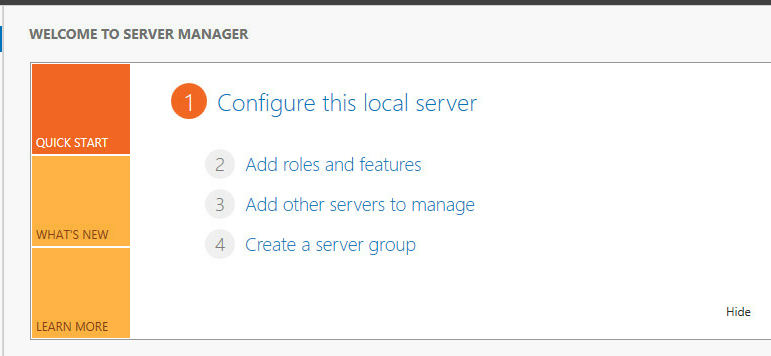 WELCOME TO SERVER MANAGER
QUICK START
1 Configure this local server
2 Add roles and features
3 Add other servers to manage
4 Create a server group
WHAT'S NEW
LEARN MORE
Hide